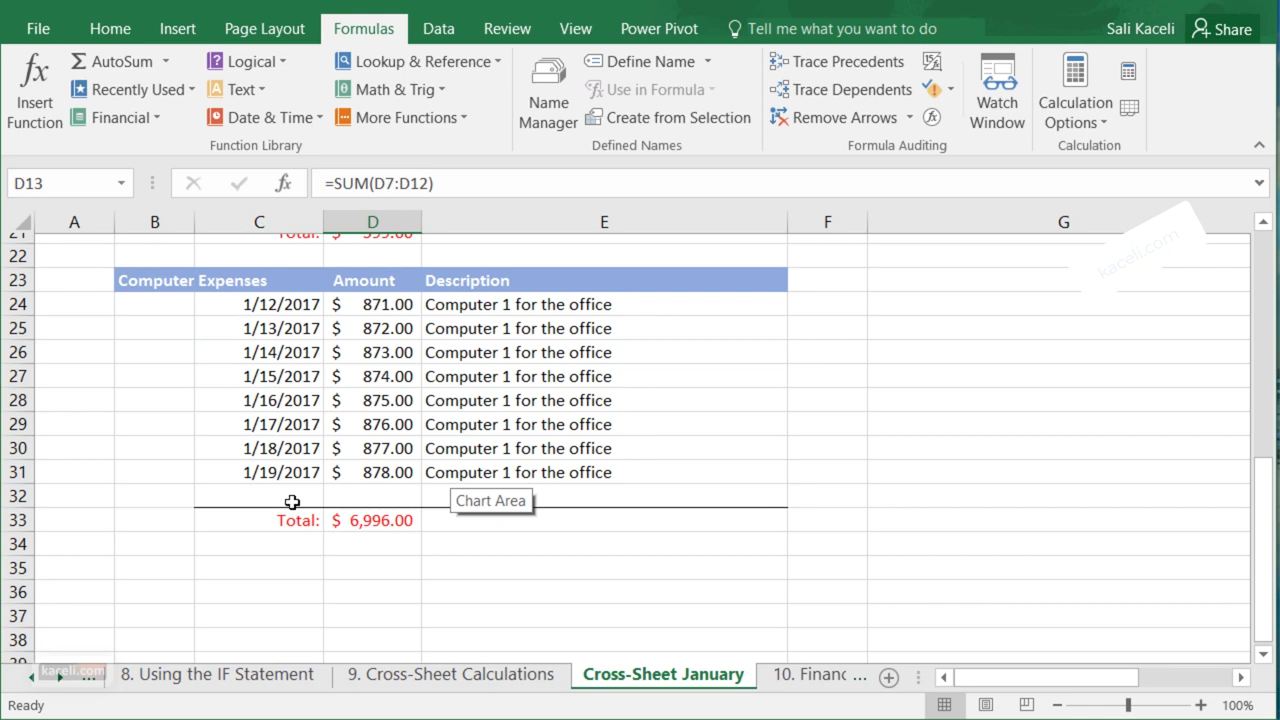 File Home Insert Page Layout Formulas Data Review View Power Pivot Tell me what you want to do Sali Kaceli Share
fx Σ AutoSum Logical Lookup & Reference Define Name Trace Precedents
Recently Used Text Math & Trig Use in Formula Trace Dependents
Insert Function Financial Date & Time More Functions Name Manager Create from Selection Remove Arrows Watch Window Calculation Options
Function Library Defined Names Formula Auditing Calculation
D13 fx =SUM(D7:D12)
A B C D E F G
21 Total: $ 599.00
22
kaceli.com
23 Computer Expenses Amount Description
24 1/12/2017 $ 871.00 Computer 1 for the office
25 1/13/2017 $ 872.00 Computer 1 for the office
26 1/14/2017 $ 873.00 Computer 1 for the office
27 1/15/2017 $ 874.00 Computer 1 for the office
28 1/16/2017 $ 875.00 Computer 1 for the office
29 1/17/2017 $ 876.00 Computer 1 for the office
30 1/18/2017 $ 877.00 Computer 1 for the office
31 1/19/2017 $ 878.00 Computer 1 for the office
32 Chart Area
33 Total: $ 6,996.00
34
35
36
37
38
kaceli.com ... 8. Using the IF Statement 9. Cross-Sheet Calculations Cross-Sheet January 10. Financ ...
Ready 100%